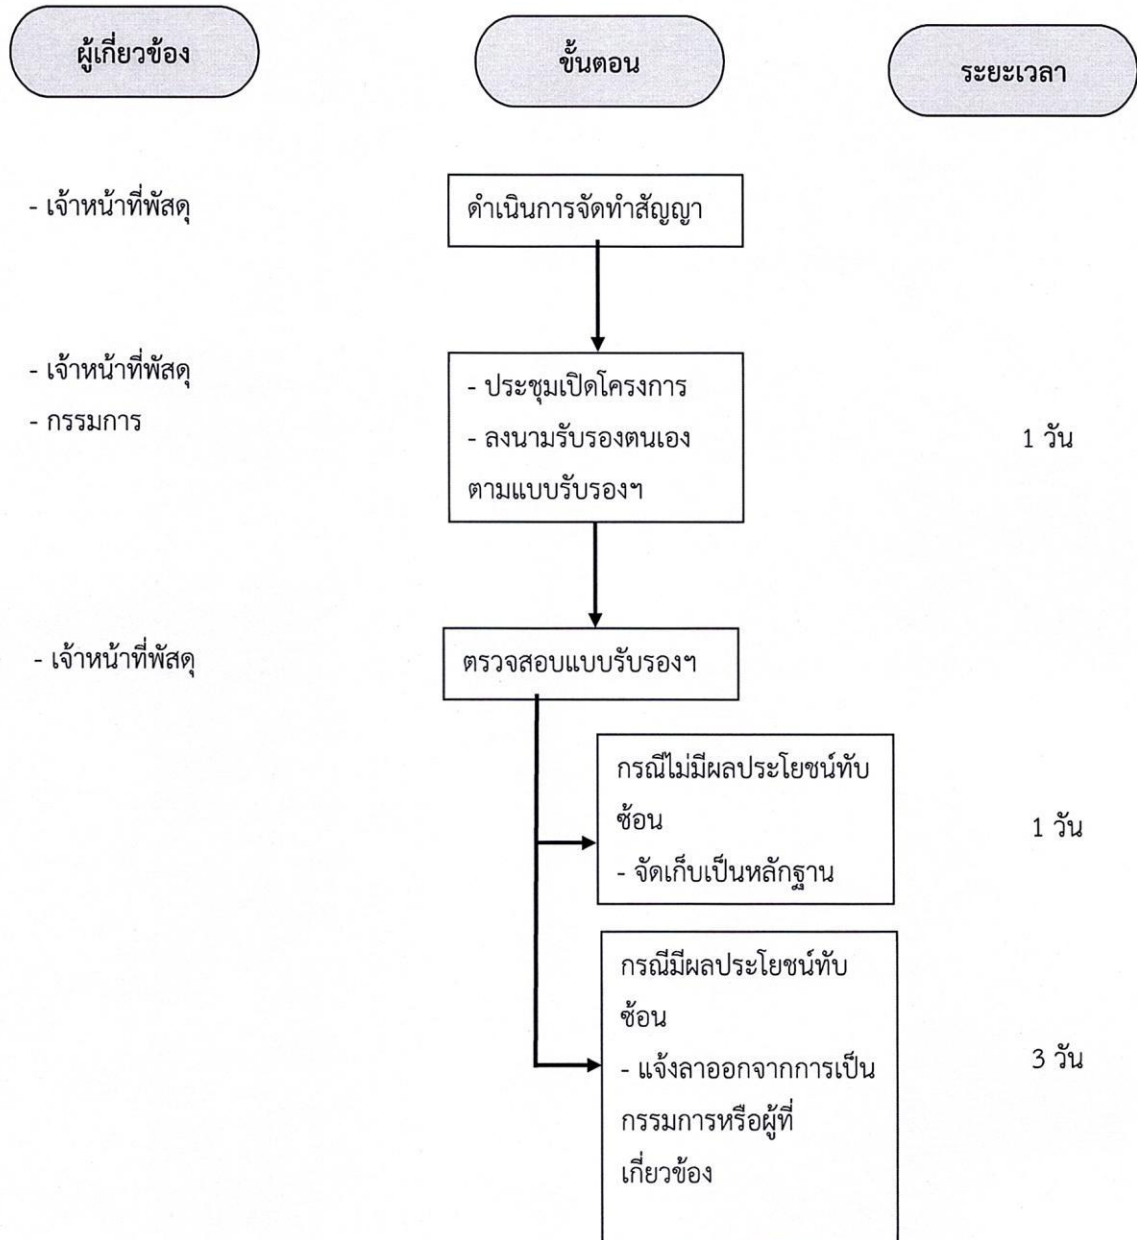 ผู้เกี่ยวข้อง
ขั้นตอน
ระยะเวลา
- เจ้าหน้าที่พัสดุ
ดำเนินการจัดทำสัญญา
- เจ้าหน้าที่พัสดุ
- กรรมการ
- ประชุมเปิดโครงการ
- ลงนามรับรองตนเอง
ตามแบบรับรองฯ
1 วัน
- เจ้าหน้าที่พัสดุ
ตรวจสอบแบบรับรองฯ
กรณีไม่มีผลประโยชน์ทับ
ซ้อน
- จัดเก็บเป็นหลักฐาน
1 วัน
กรณีมีผลประโยชน์ทับ
ซ้อน
- แจ้งลาออกจากการเป็น
กรรมการหรือผู้ที่
เกี่ยวข้อง
3 วัน